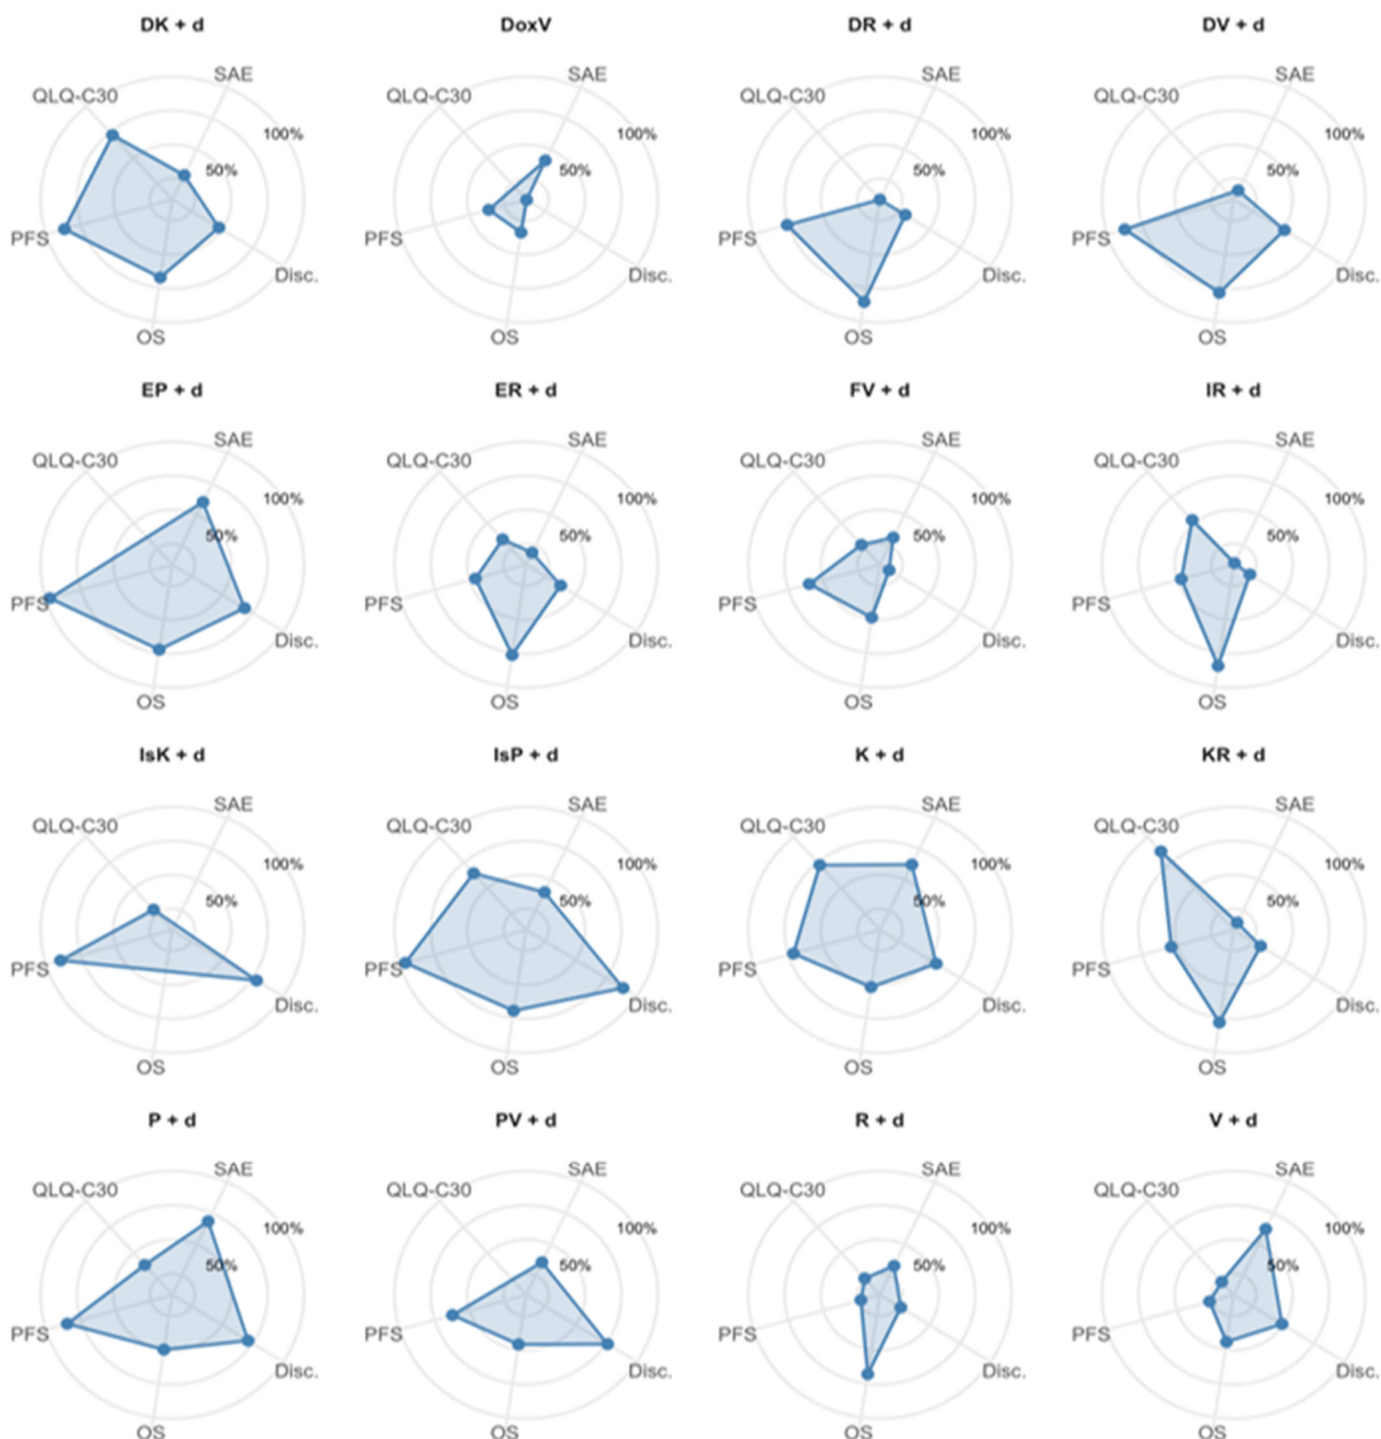 DK + d
DoxV
DR + d
DV + d
SAE
SAE
SAE
SAE
QLQ-C30
QLQ-C30
QLQ-C30
QLQ-C30
100%
100%
100%
100%
50%
50%
50%
50%
PFS
PFS
PFS
PFS
Disc.
Disc.
Disc.
Disc.
OS
OS
OS
OS
EP + d
ER + d
FV + d
IR + d
SAE
SAE
SAE
SAE
QLQ-C30
QLQ-C30
QLQ-C30
QLQ-C30
100%
100%
100%
100%
50%
50%
50%
50%
PFS
PFS
PFS
PFS
Disc.
Disc.
Disc.
Disc.
OS
OS
OS
OS
IsK + d
IsP + d
K + d
KR + d
SAE
SAE
SAE
SAE
QLQ-C30
QLQ-C30
QLQ-C30
QLQ-C30
100%
100%
100%
100%
50%
50%
50%
50%
PFS
PFS
PFS
PFS
Disc.
Disc.
Disc.
Disc.
OS
OS
OS
OS
P + d
PV + d
R + d
V + d
SAE
SAE
SAE
SAE
QLQ-C30
QLQ-C30
QLQ-C30
QLQ-C30
100%
100%
100%
100%
50%
50%
50%
50%
PFS
PFS
PFS
PFS
Disc.
Disc.
Disc.
Disc.
OS
OS
OS
OS